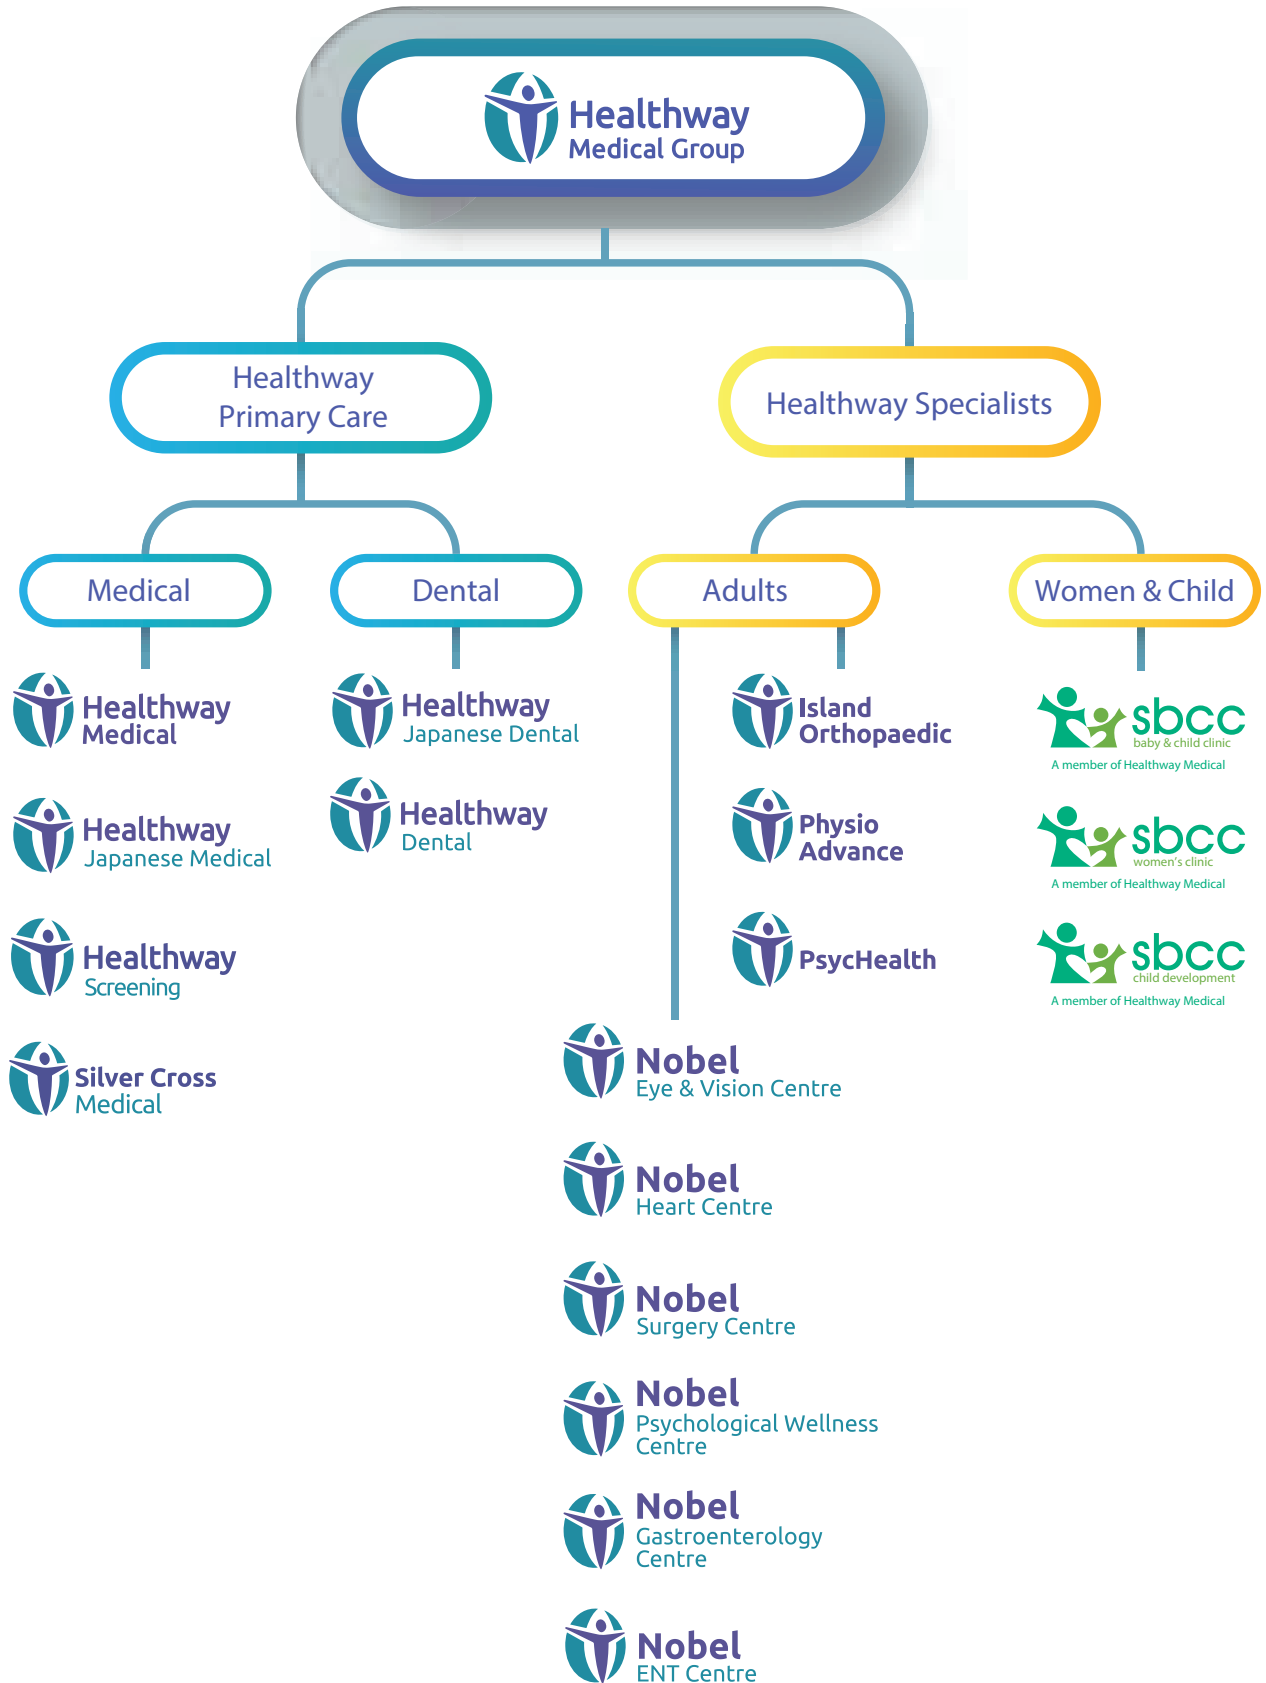 Healthway
Medical Group
Healthway
Primary Care
Healthway Specialists
Medical
Dental
Adults
Women & Child
Healthway
Medical
Healthway
Japanese Medical
Healthway
Screening
Silver Cross
Medical
Healthway
Japanese Dental
Healthway
Dental
Island
Orthopaedic
Physio
Advance
PsycHealth
Nobel
Eye & Vision Centre
Nobel
Heart Centre
Nobel
Surgery Centre
Nobel
Psychological Wellness
Centre
Nobel
Gastroenterology
Centre
Nobel
ENT Centre
sbcc
baby & child clinic
A member of Healthway Medical
sbcc
women's clinic
A member of Healthway Medical
sbcc
child development
A member of Healthway Medical